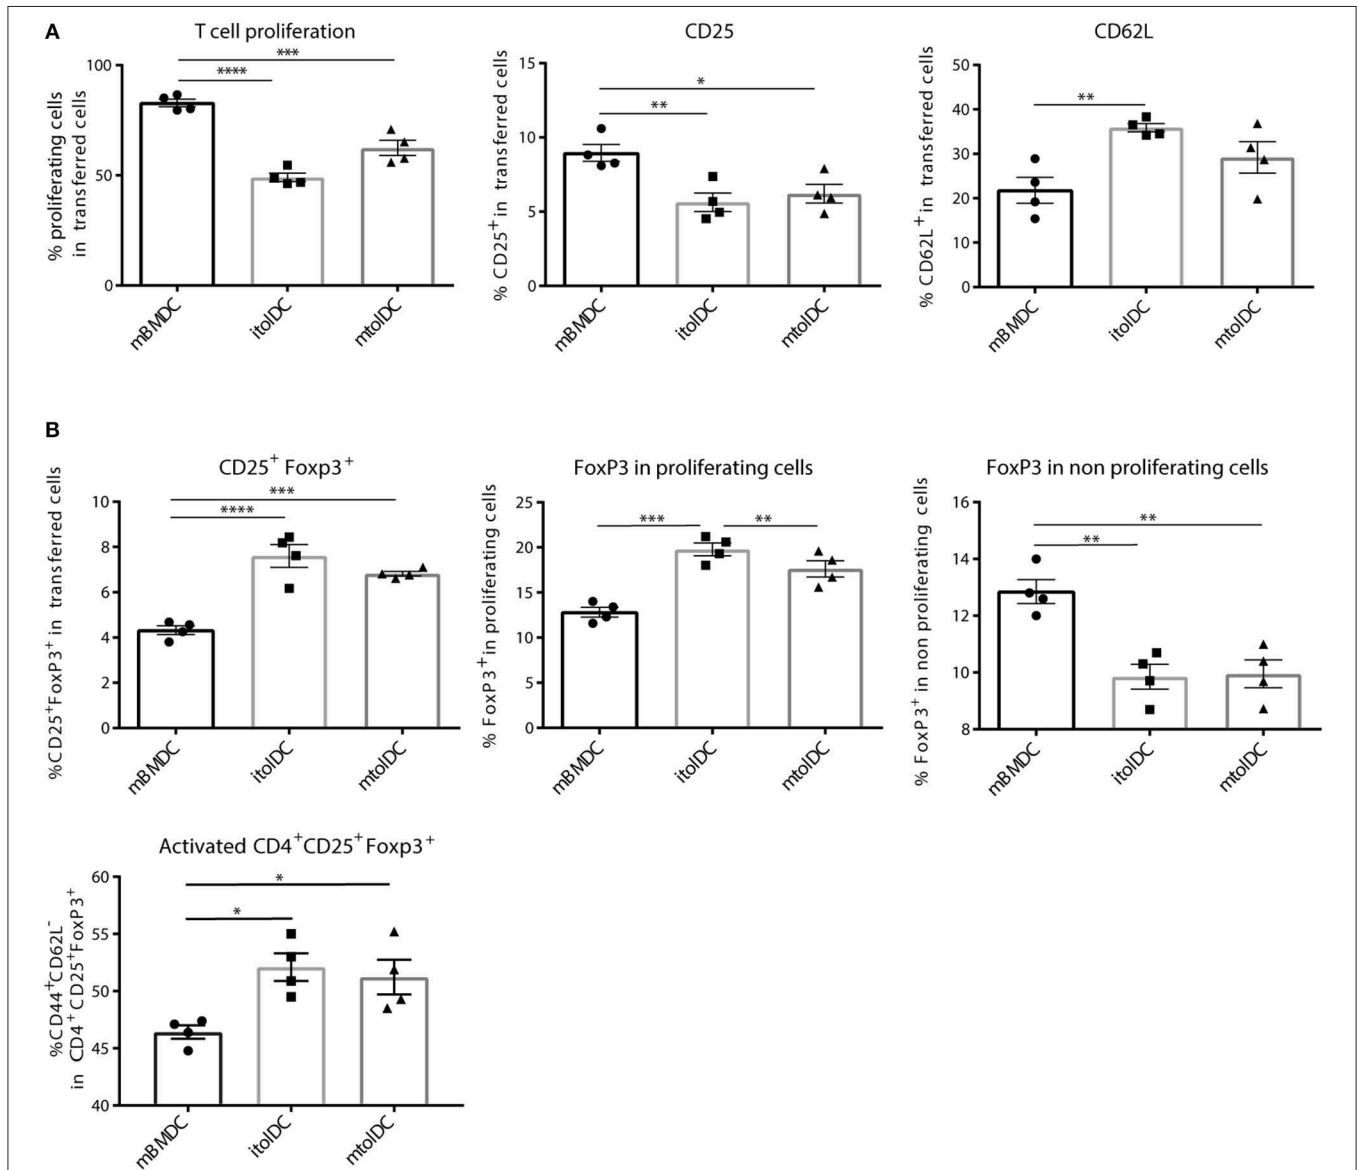 A
T cell proliferation
% proliferating cells
in transferred cells
100
50
0
***
****
mBMDC
itolDC
mtolDC
CD25
% CD25+ in transferred cells
15
10
5
0
*
**
mBMDC
itolDC
mtolDC
CD62L
% CD62L+ in transferred cells
50
40
30
20
10
0
**
mBMDC
itolDC
mtolDC
B
CD25+ Foxp3+
%CD25+FoxP3+ in transferred cells
10
8
6
4
2
0
***
****
mBMDC
itolDC
mtolDC
FoxP3 in proliferating cells
% FoxP3+ in proliferating cells
25
20
15
10
5
0
***
**
mBMDC
itolDC
mtolDC
FoxP3 in non proliferating cells
% FoxP3+ in non proliferating cells
16
14
12
10
8
**
**
mBMDC
itolDC
mtolDC
Activated CD4+CD25+Foxp3+
%CD44+CD62L-
in CD4+ CD25+FoxP3+
60
55
50
45
40
*
*
mBMDC
itolDC
mtolDC